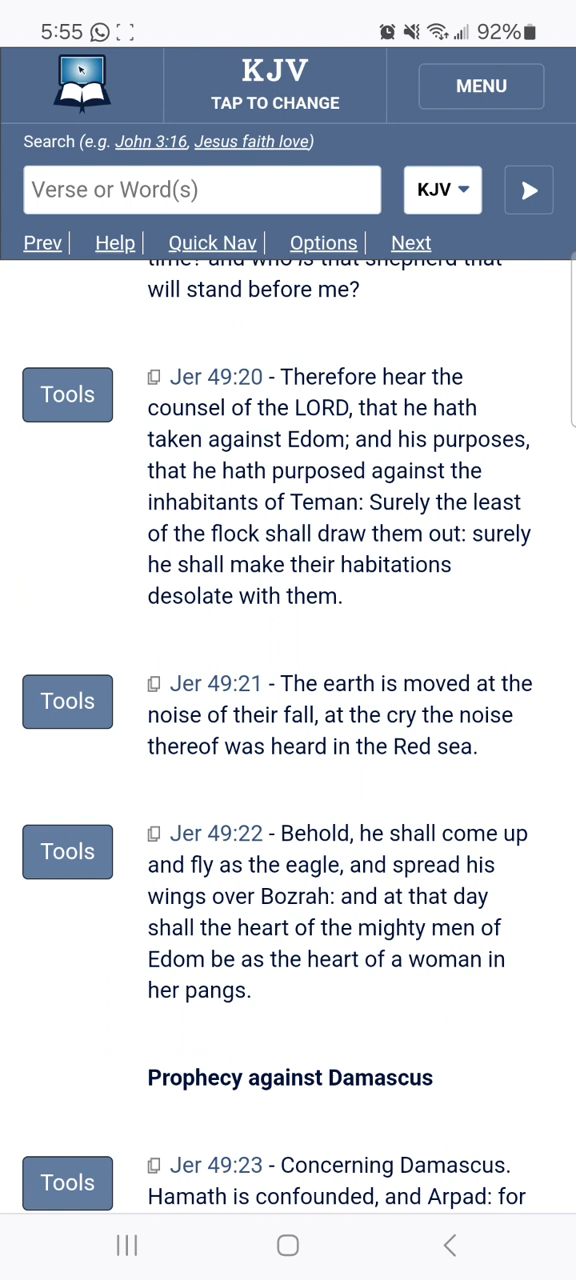 5:55
92%
KJV
TAP TO CHANGE
MENU
Search (e.g. John 3:16, Jesus faith love)
Verse or Word(s)
KJV
Prev | Help | Quick Nav | Options | Next
time? and who is that shepherd that
will stand before me?
Tools
Jer 49:20 - Therefore hear the
counsel of the LORD, that he hath
taken against Edom; and his purposes,
that he hath purposed against the
inhabitants of Teman: Surely the least
of the flock shall draw them out: surely
he shall make their habitations
desolate with them.
Tools
Jer 49:21 - The earth is moved at the
noise of their fall, at the cry the noise
thereof was heard in the Red sea.
Tools
Jer 49:22 - Behold, he shall come up
and fly as the eagle, and spread his
wings over Bozrah: and at that day
shall the heart of the mighty men of
Edom be as the heart of a woman in
her pangs.
Prophecy against Damascus
Tools
Jer 49:23 - Concerning Damascus.
Hamath is confounded, and Arpad: for